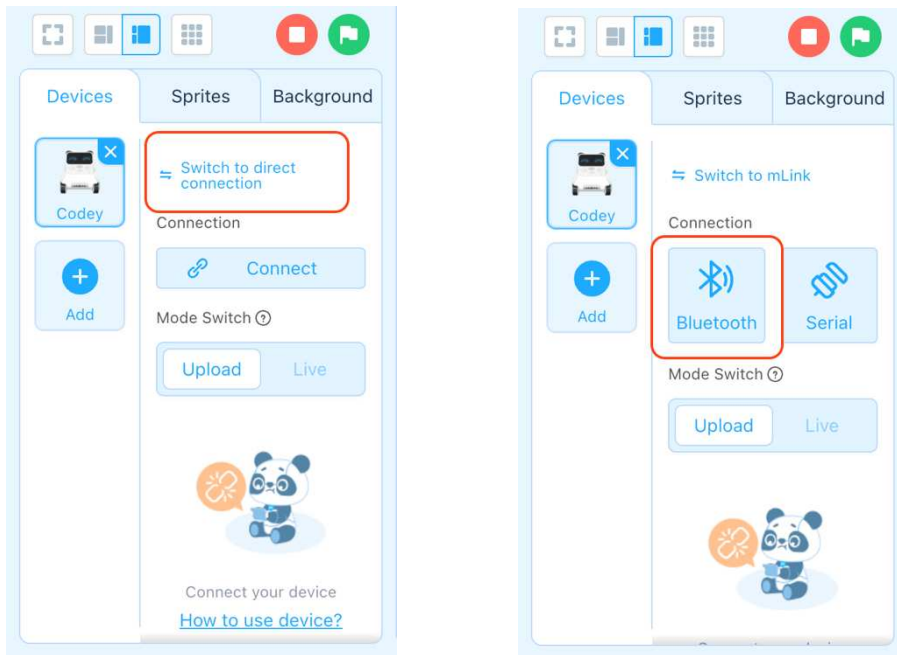 Devices
Sprites
Background
Switch to direct
connection
Codey
Connection
Connect
Add
Mode Switch ?
Upload
Live
Connect your device
How to use device?
Devices
Sprites
Background
Switch to mLink
Codey
Connection
Bluetooth
Serial
Add
Mode Switch ?
Upload
Live